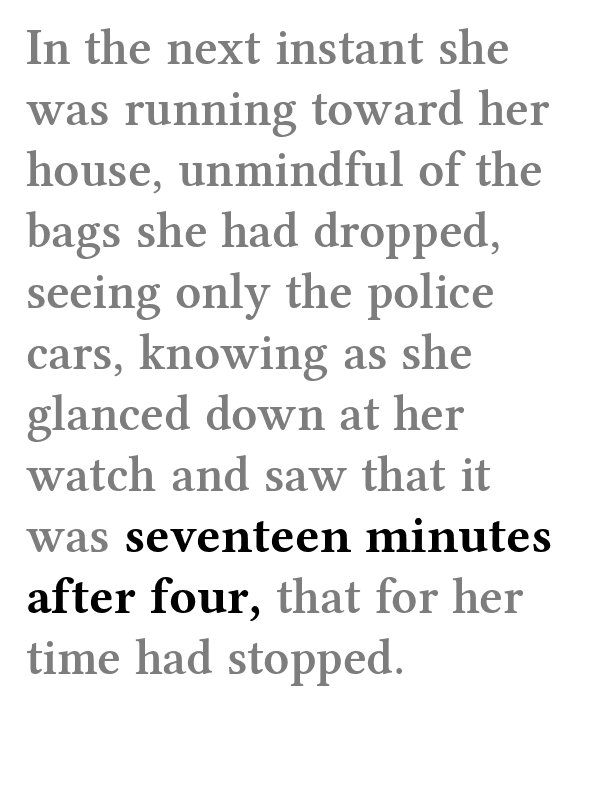 In the next instant she
was running toward her
house, unmindful of the
bags she had dropped,
seeing only the police
cars, knowing as she
glanced down at her
watch and saw that it
was seventeen minutes
after four, that for her
time had stopped.